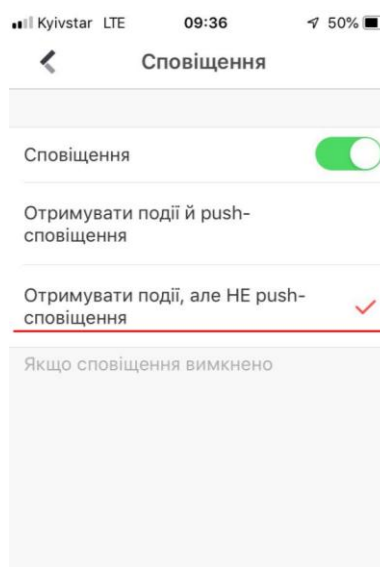 Kyivstar LTE 09:36 50%
Сповіщення
Сповіщення
Отримувати події й push-
сповіщення
Отримувати події, але НЕ push-
сповіщення
Якщо сповіщення вимкнено